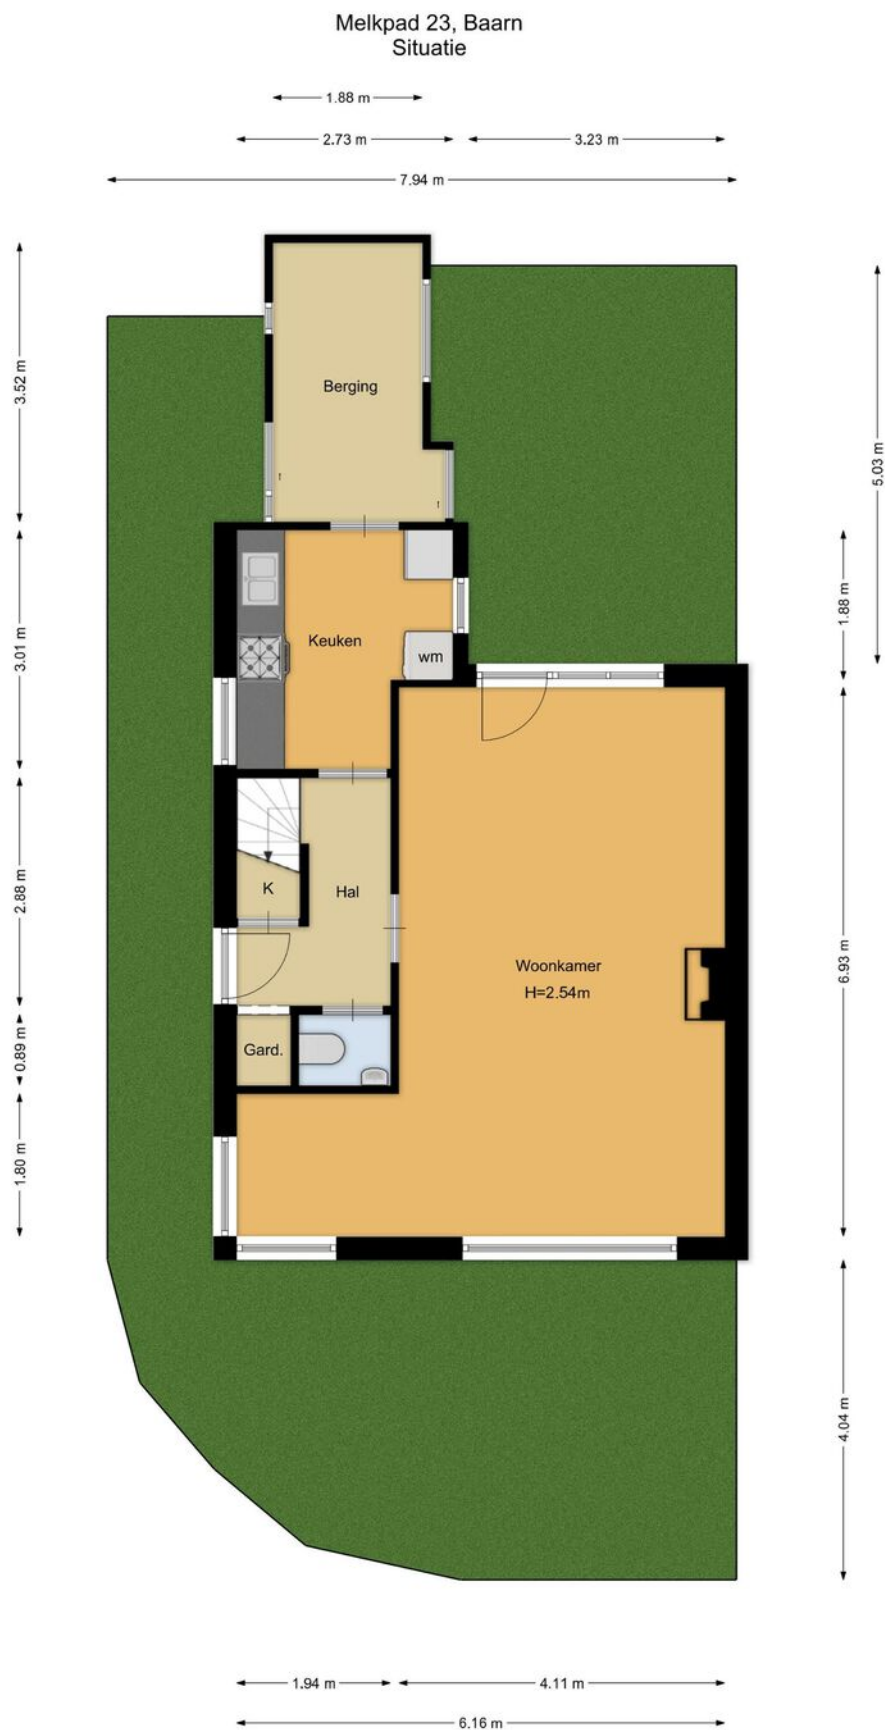 Melkpad 23, Baarn
Situatie
1.88 m
2.73 m
3.23 m
7.94 m
3.52 m
5.03 m
Berging
3.01 m
1.88 m
Keuken
wm
2.88 m
K
Hal
6.93 m
Woonkamer
H=2.54m
0.89 m
Gard.
1.80 m
4.04 m
1.94 m
4.11 m
6.16 m